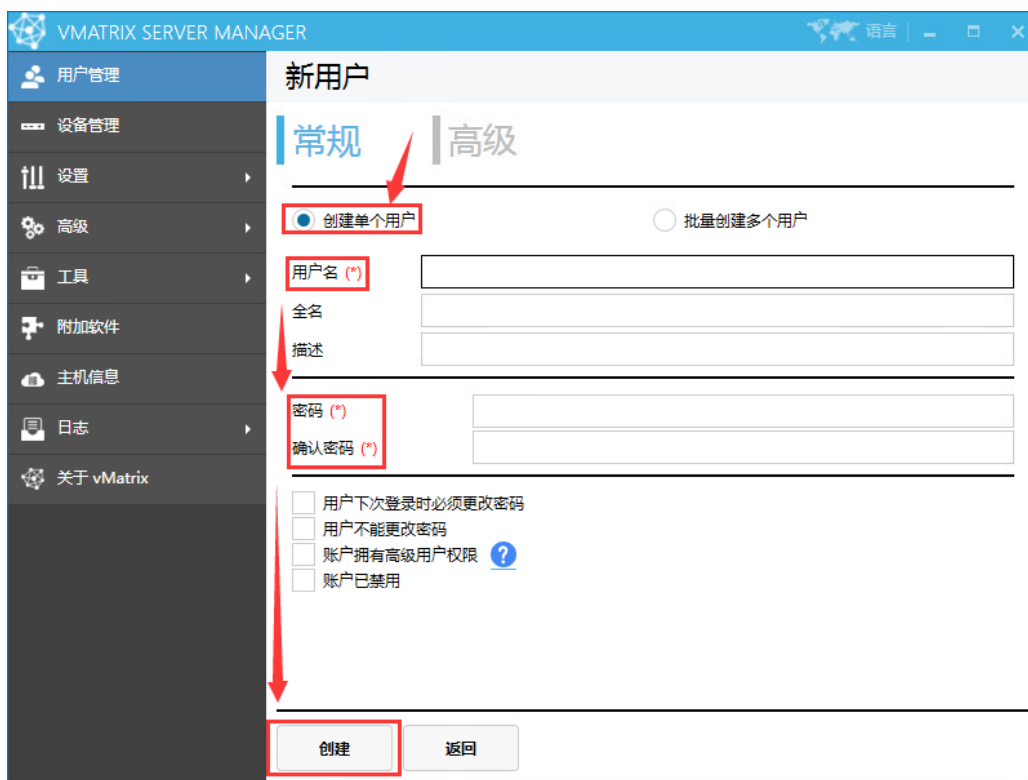 VMATRIX SERVER MANAGER
语言
用户管理
设备管理
设置
高级
工具
附加软件
主机信息
日志
关于 vMatrix
新用户
常规 高级
创建单个用户 批量创建多个用户
用户名 (*)
全名
描述
密码 (*)
确认密码 (*)
用户下次登录时必须更改密码
用户不能更改密码
账户拥有高级用户权限 ?
账户已禁用
创建 返回